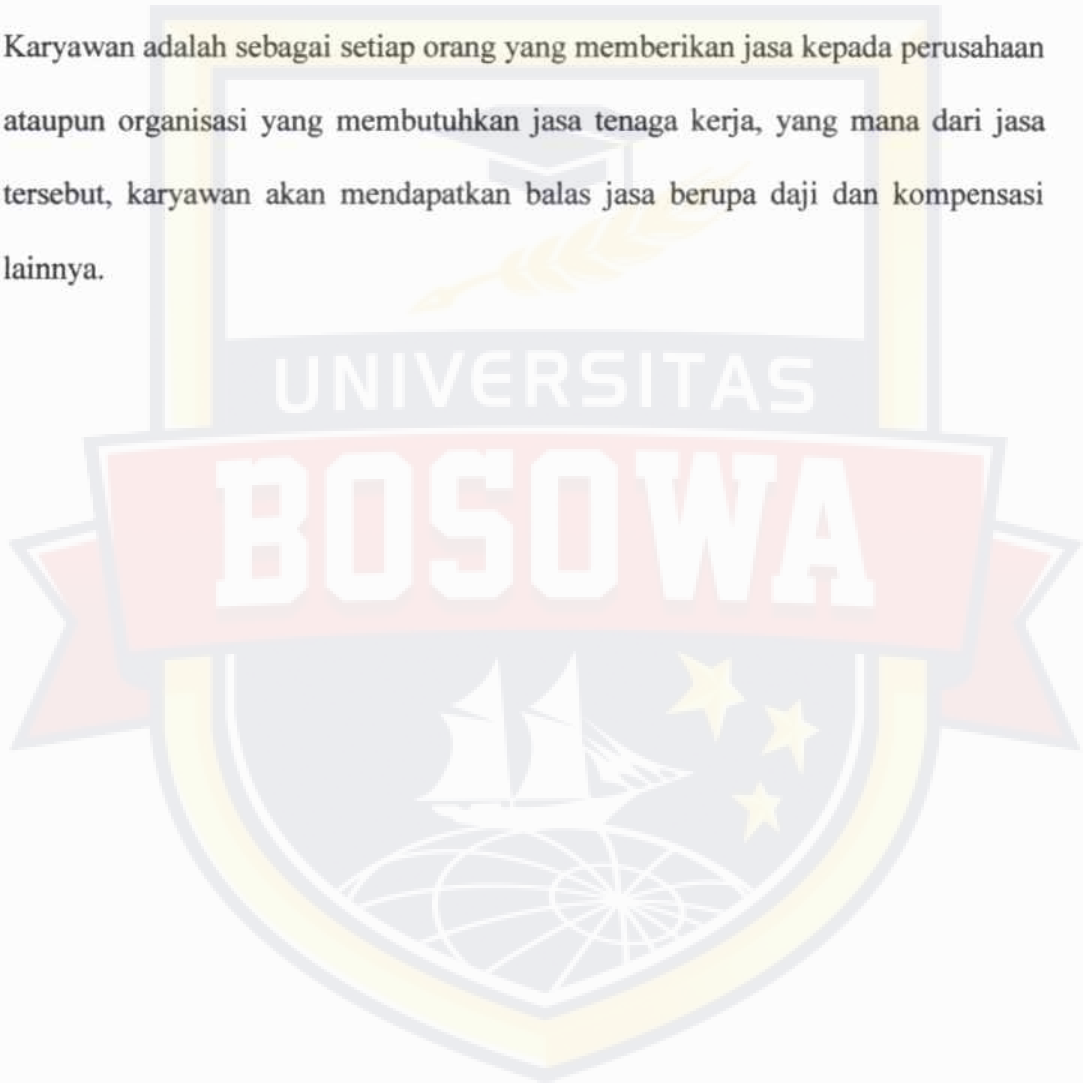 Karyawan adalah sebagai setiap orang yang memberikan jasa kepada perusahaan
ataupun organisasi yang membutuhkan jasa tenaga kerja, yang mana dari jasa
tersebut, karyawan akan mendapatkan balas jasa berupa daji dan kompensasi
lainnya.
UNIVERSITAS
BOSOWA